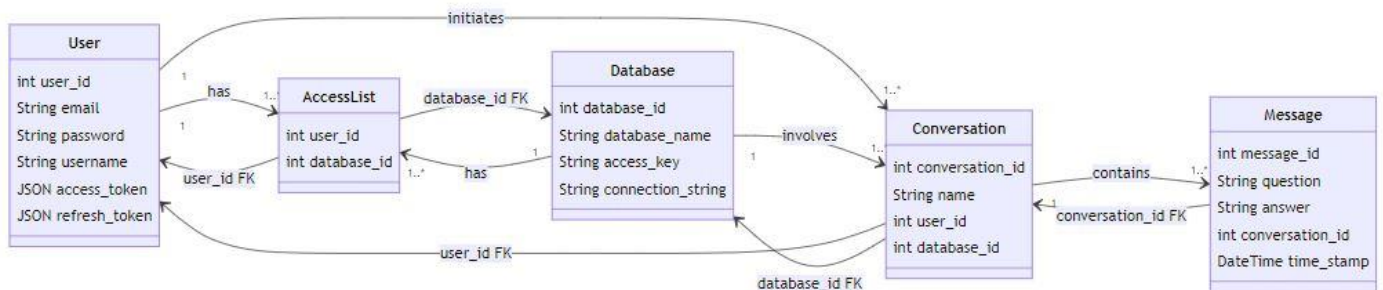 initiates
User
int user_id
String email
String password
String username
JSON access_token
JSON refresh_token
1
has
1..*
1
user_id FK
AccessList
int user_id
int database_id
database_id FK
1
has
1..*
Database
int database_id
String database_name
String access_key
String connection_string
1
involves
1..*
1..
Conversation
int conversation_id
String name
int user_id
int database_id
contains
1..*
1
conversation_id FK
Message
int message_id
String question
String answer
int conversation_id
DateTime time_stamp
user_id FK
database_id FK